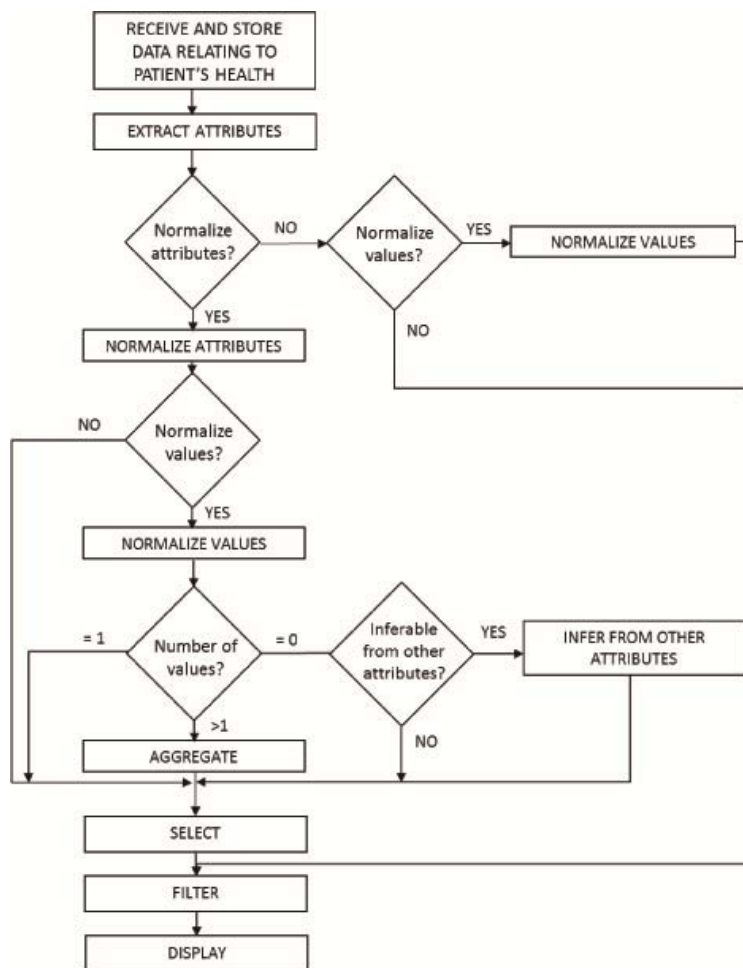 RECEIVE AND STORE
DATA RELATING TO
PATIENT'S HEALTH
EXTRACT ATTRIBUTES
Normalize
attributes?
NO
Normalize
values?
YES
NORMALIZE VALUES
NO
YES
NORMALIZE ATTRIBUTES
NO
Normalize
values?
YES
NORMALIZE VALUES
= 1
Number of
values?
= 0
Inferable
from other
attributes?
YES
INFER FROM OTHER
ATTRIBUTES
>1
NO
AGGREGATE
SELECT
FILTER
DISPLAY